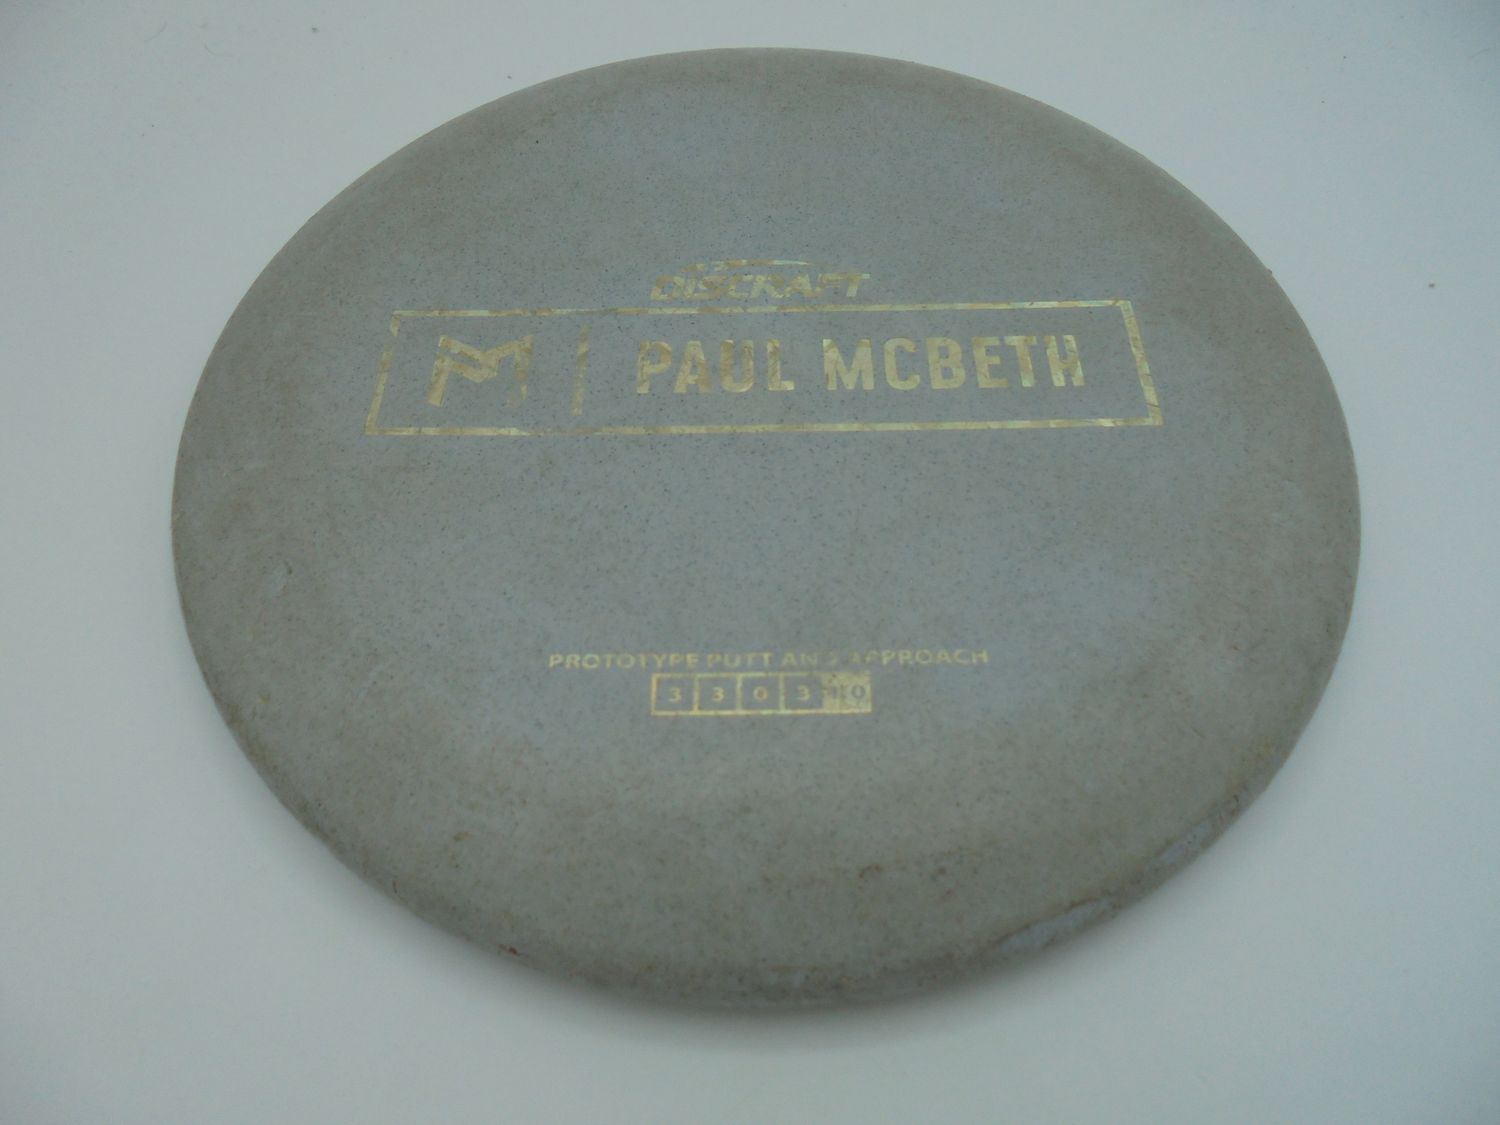 DISCRAFT
M PAUL MCBETH
PROTOTYPE PUTT AND APPROACH
3 3 0 3